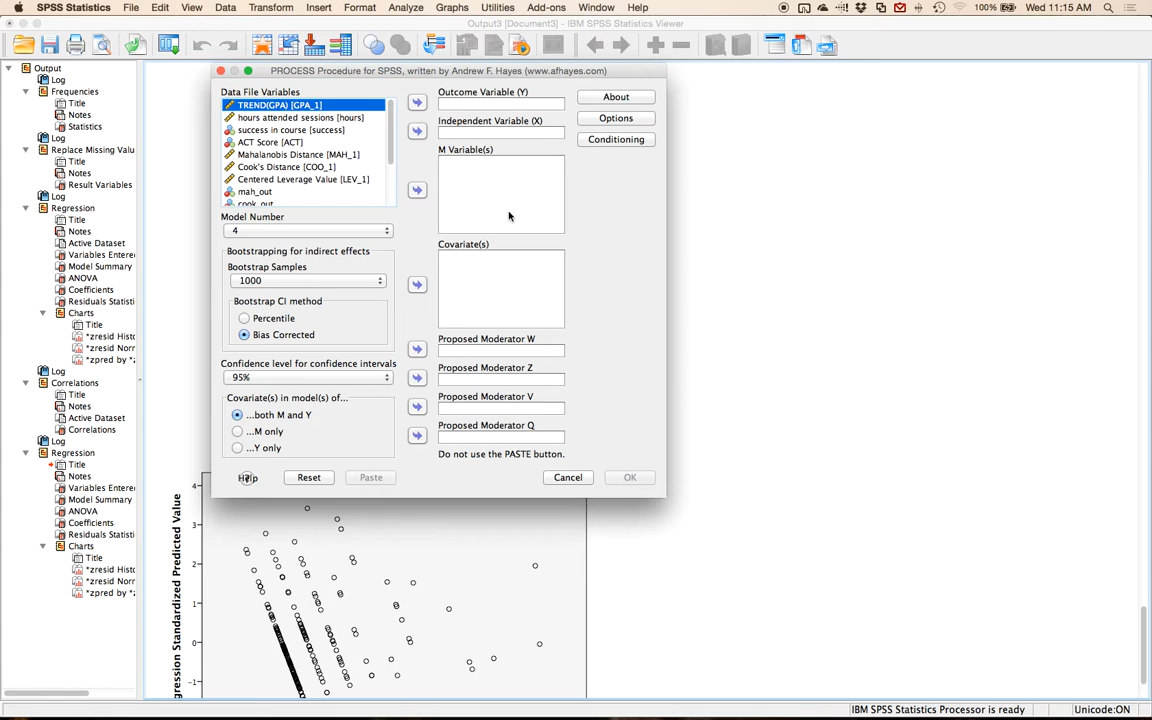 SPSS Statistics File Edit View Data Transform Insert Format Analyze Graphs Utilities Add-ons Window Help 100% Wed 11:15 AM
Output3 [Document3] - IBM SPSS Statistics Viewer
PROCESS Procedure for SPSS, written by Andrew F. Hayes (www.afhayes.com)
Output
Log
Frequencies
Title
Notes
Statistics
Log
Replace Missing Valu
Title
Notes
Result Variables
Log
Regression
Title
Notes
Active Dataset
Variables Entere
Model Summary
ANOVA
Coefficients
Residuals Statisti
Charts
Title
*zresid Histo
*zresid Norm
*zpred by *z
Log
Correlations
Title
Notes
Active Dataset
Correlations
Log
Regression
Title
Notes
Variables Entere
Model Summary
ANOVA
Coefficients
Residuals Statisti
Charts
Title
*zresid Histo
*zresid Norm
*zpred by *z
Data File Variables
TREND(GPA) [GPA_1]
hours attended sessions [hours]
success in course [success]
ACT Score [ACT]
Mahalanobis Distance [MAH_1]
Cook's Distance [COO_1]
Centered Leverage Value [LEV_1]
mah_out
cook_out
Model Number
4
Bootstrapping for indirect effects
Bootstrap Samples
1000
Bootstrap CI method
Percentile
Bias Corrected
Confidence level for confidence intervals
95%
Covariate(s) in model(s) of...
...both M and Y
...M only
...Y only
Outcome Variable (Y)
Independent Variable (X)
M Variable(s)
Covariate(s)
Proposed Moderator W
Proposed Moderator Z
Proposed Moderator V
Proposed Moderator Q
Do not use the PASTE button.
About
Options
Conditioning
Help Reset Paste Cancel OK
gression Standardized Predicted Value
4
3
2
1
0
-1
IBM SPSS Statistics Processor is ready Unicode:ON